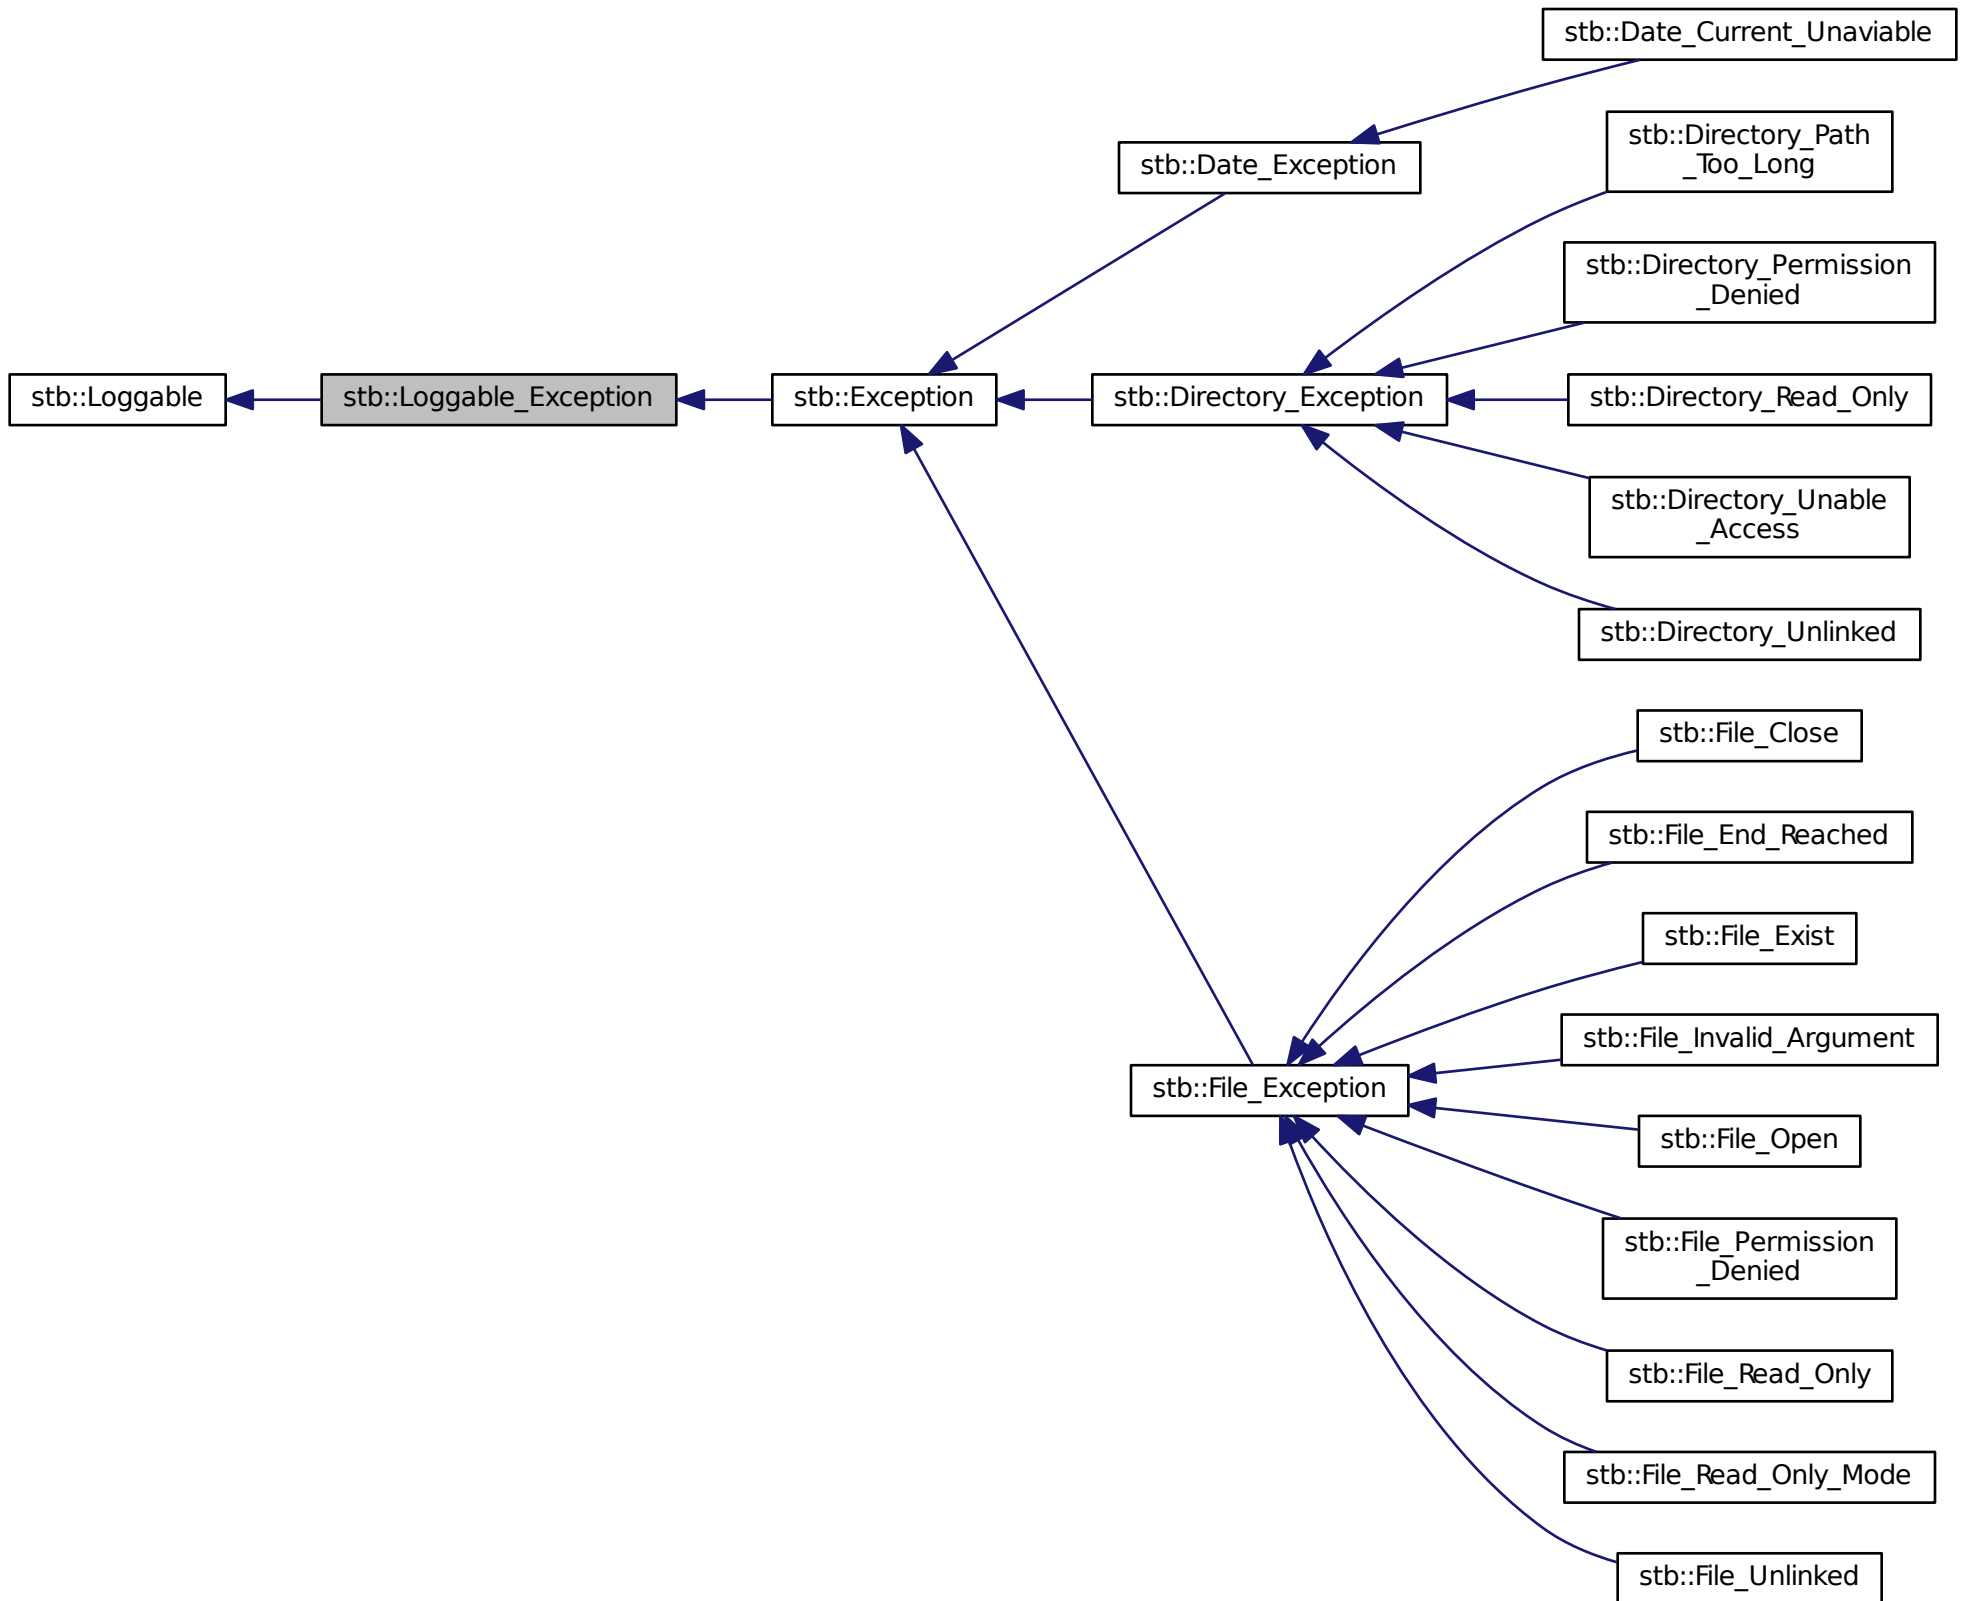 stb::Date_Current_Unaviable
stb::Directory_Path
_Too_Long
stb::Date_Exception
stb::Directory_Permission
_Denied
stb::Loggable
stb::Loggable_Exception
stb::Exception
stb::Directory_Exception
stb::Directory_Read_Only
stb::Directory_Unable
_Access
stb::Directory_Unlinked
stb::File_Close
stb::File_End_Reached
stb::File_Exist
stb::File_Invalid_Argument
stb::File_Exception
stb::File_Open
stb::File_Permission
_Denied
stb::File_Read_Only
stb::File_Read_Only_Mode
stb::File_Unlinked